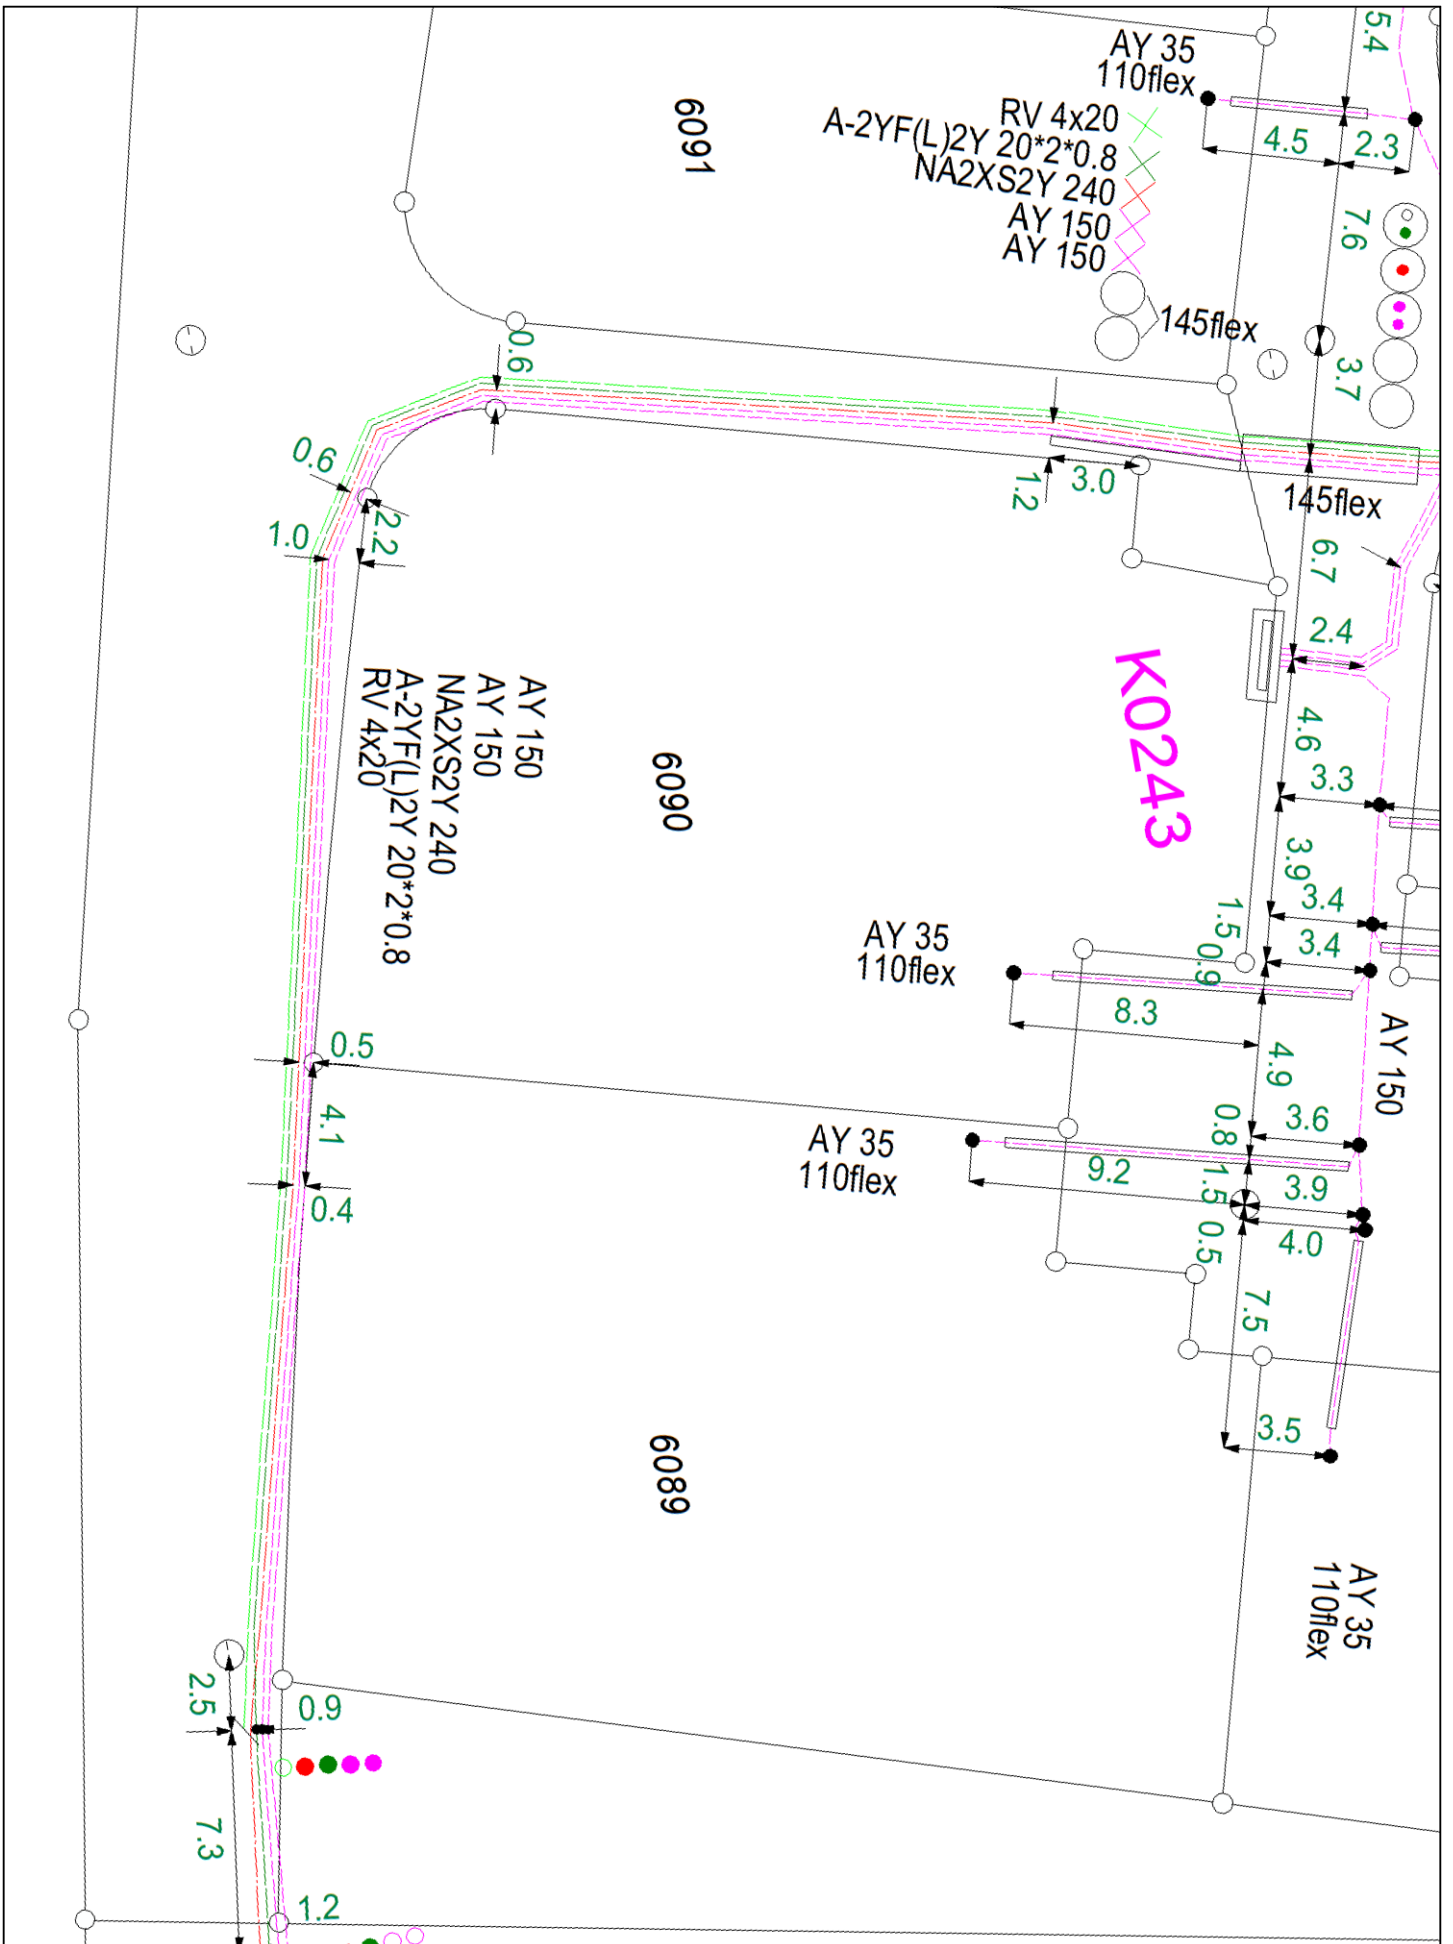 5.4
AY 35
110flex
4.5
2.3
6091
RV 4x20
A-2YF(L)2Y 20*2*0.8
NA2XS2Y 240
AY 150
AY 150
7.6
145flex
3.7
0.6
0.6
3.0
1.2
145flex
2.2
1.0
6.7
2.4
K0243
AY 150
AY 150
NA2XS2Y 240
A-2YF(L)2Y 20*2*0.8
RV 4x20
6090
4.6
3.3
3.9
3.4
1.5
0.9
3.4
AY 35
110flex
8.3
AY 150
4.9
0.5
4.1
0.4
3.6
0.8
AY 35
110flex
9.2
1.5
3.9
0.5
4.0
7.5
3.5
6089
AY 35
110flex
2.5
0.9
7.3
1.2